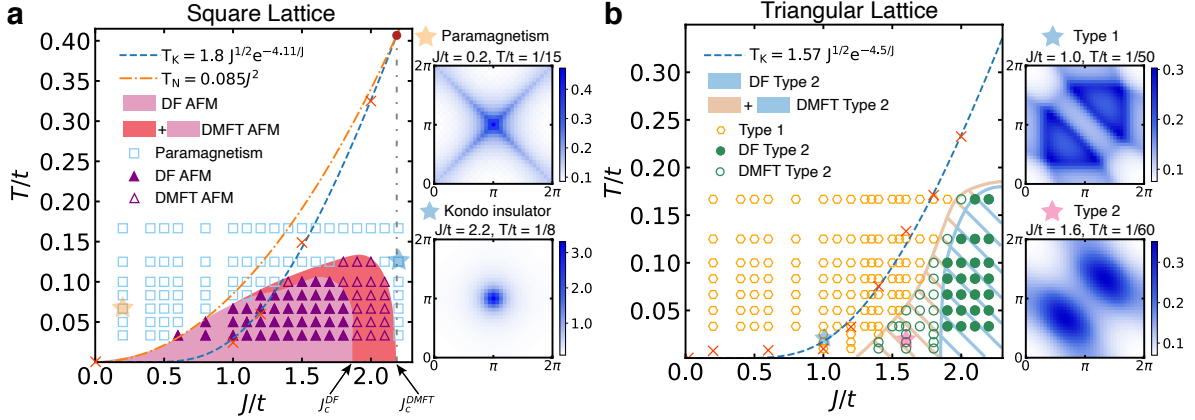 a
Square Lattice
T/t
0.40
0.35
0.30
0.25
0.20
0.15
0.10
0.05
0.0
0.5
1.0
1.5
2.0
J/t
J_c^DF
J_c^DMFT
T_K = 1.8 J^1/2 e^-4.11/J
T_N = 0.085J^2
DF AFM
+ DMFT AFM
Paramagnetism
DF AFM
DMFT AFM
Paramagnetism
J/t = 0.2, T/t = 1/15
2π
π
0
π
2π
0.4
0.3
0.2
0.1
Kondo insulator
J/t = 2.2, T/t = 1/8
2π
π
0
π
2π
3.0
2.0
1.0
b
Triangular Lattice
T/t
0.30
0.25
0.20
0.15
0.10
0.05
0.0
0.5
1.0
1.5
2.0
J/t
T_K = 1.57 J^1/2 e^-4.5/J
DF Type 2
+ DMFT Type 2
Type 1
DF Type 2
DMFT Type 2
Type 1
J/t = 1.0, T/t = 1/50
2π
π
0
π
2π
0.3
0.2
0.1
Type 2
J/t = 1.6, T/t = 1/60
2π
π
0
π
2π
0.3
0.2
0.1